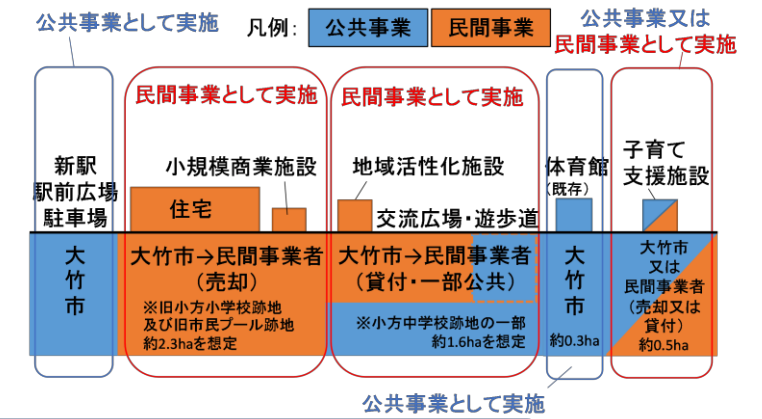 公共事業として実施
凡例：
公共事業
民間事業
公共事業又は
民間事業として実施
民間事業として実施
民間事業として実施
新駅
駅前広場
駐車場
小規模商業施設
住宅
地域活性化施設
交流広場・遊歩道
体育館
（既存）
子育て
支援施設
大
竹
市
大竹市→民間事業者
（売却）
※旧小方小学校跡地
及び旧市民プール跡地
約2.3haを想定
大竹市→民間事業者
（貸付・一部公共）
※小方中学校跡地の一部
約1.6haを想定
大
竹
市
約0.3ha
大竹市
又は
民間事業者
（売却又は
貸付）
約0.5ha
公共事業として実施